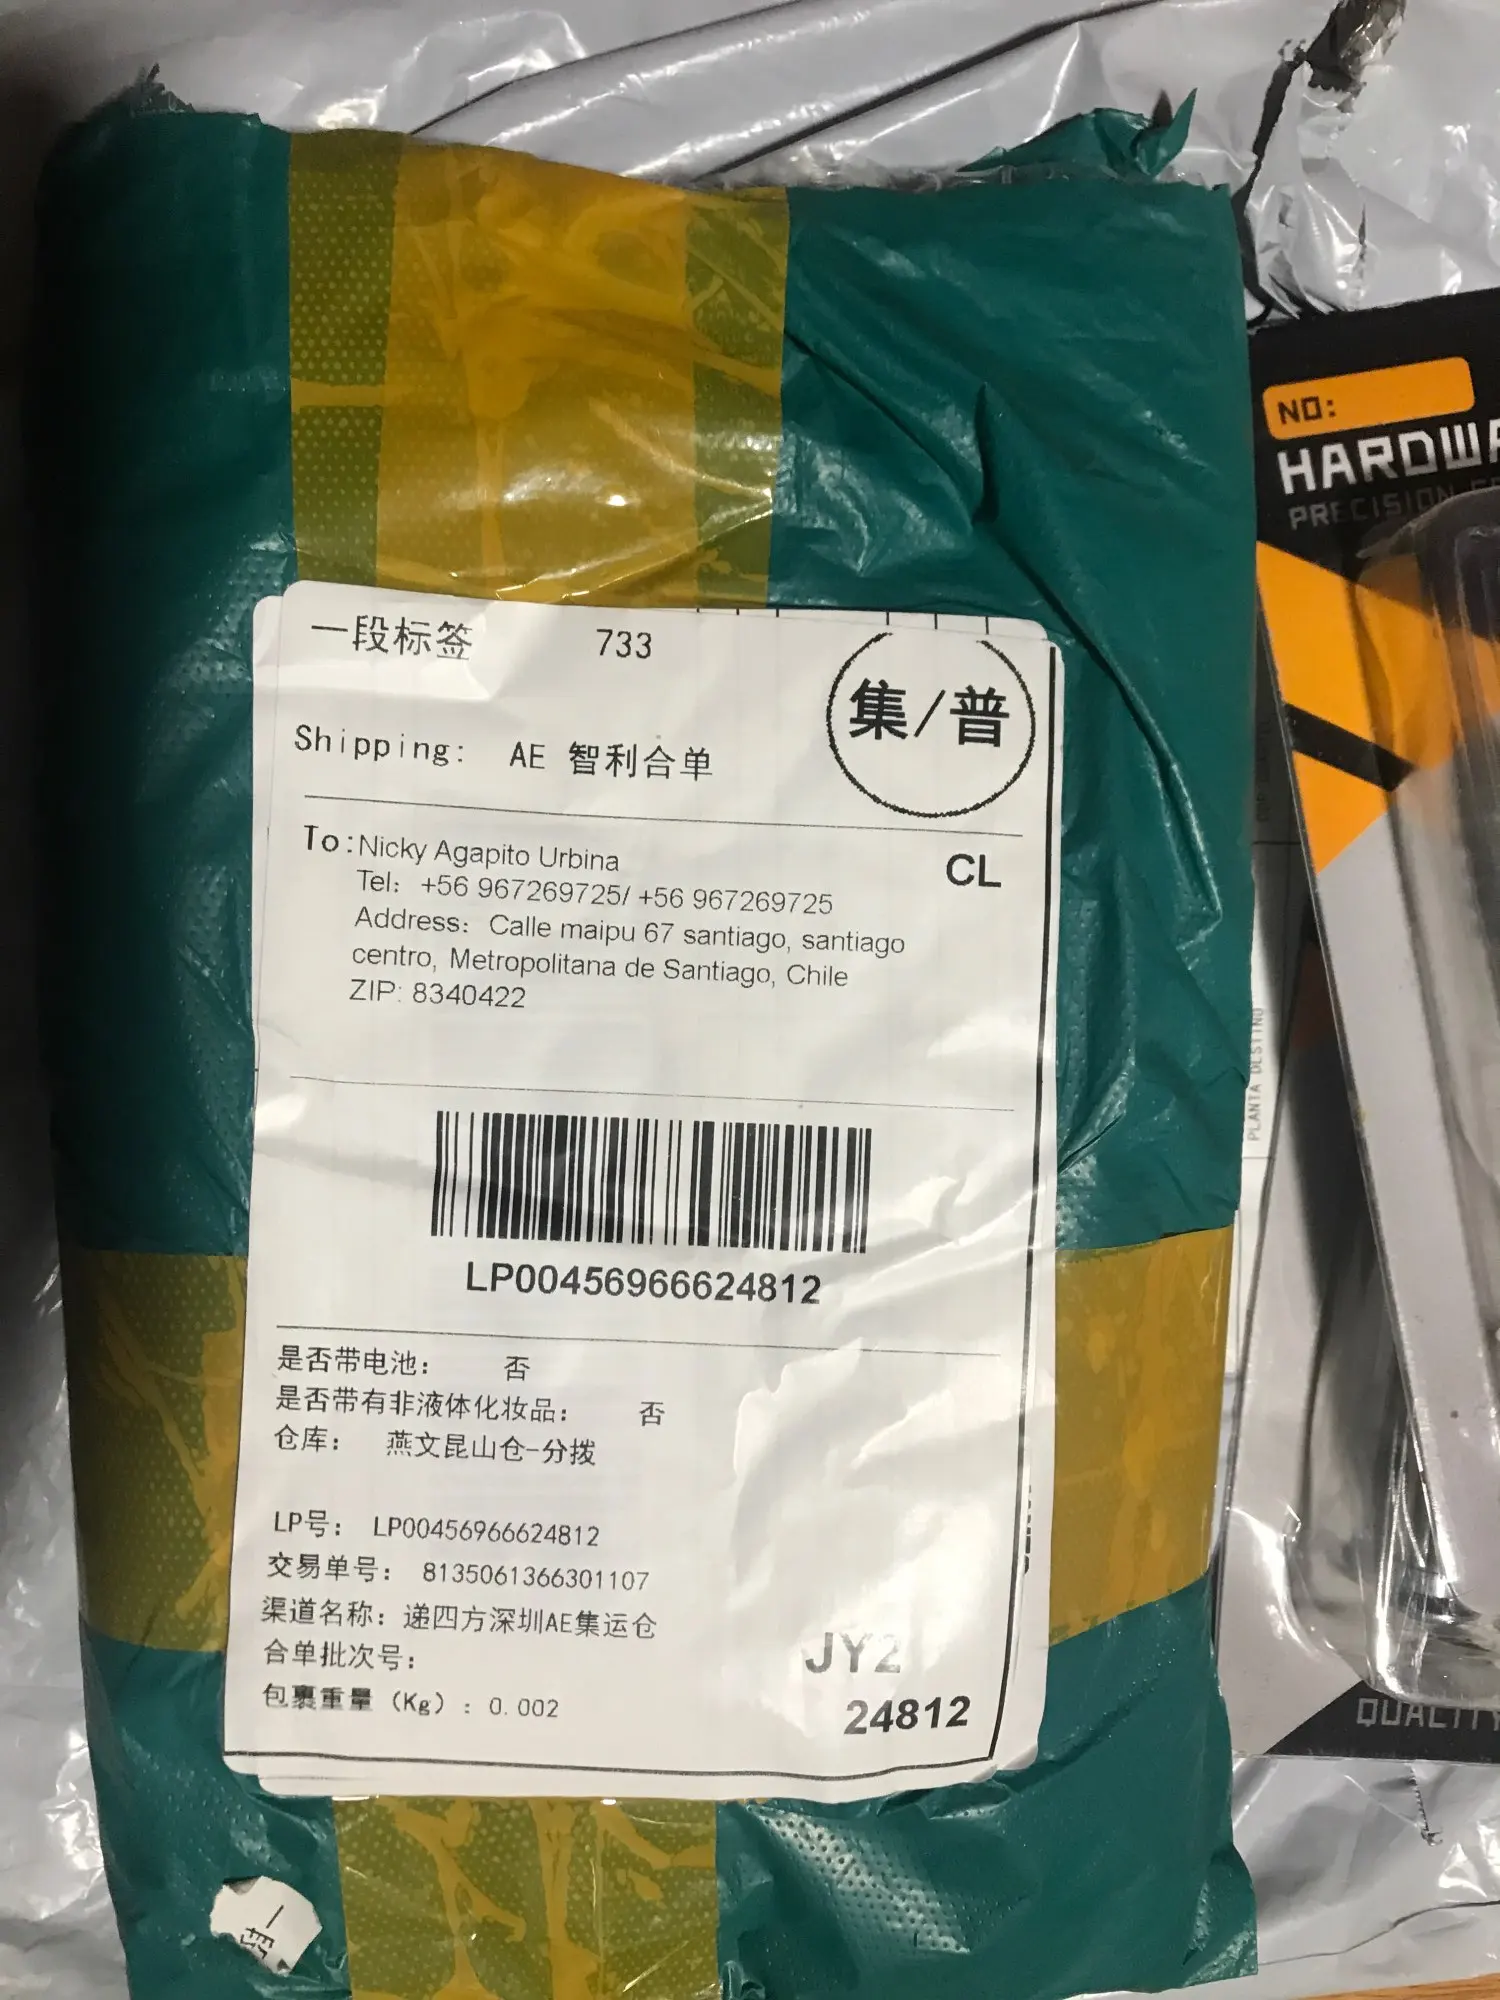 一段标签 733
集/普
Shipping: AE 智利合单
To:Nicky Agapito Urbina
CL
Tel: +56 967269725/ +56 967269725
Address: Calle maipu 67 santiago, santiago
centro, Metropolitana de Santiago, Chile
ZIP: 8340422
LP00456966624812
是否带电池: 否
是否带有非液体化妆品: 否
仓库: 燕文昆山仓-分拨
LP号: LP00456966624812
交易单号: 8135061366301107
渠道名称: 递四方深圳AE集运仓
合单批次号:
包裹重量 (Kg) : 0.002
JY2
24812
NO:
HARDWA
PRECISION
PLANTA DESTINO
QUALITY